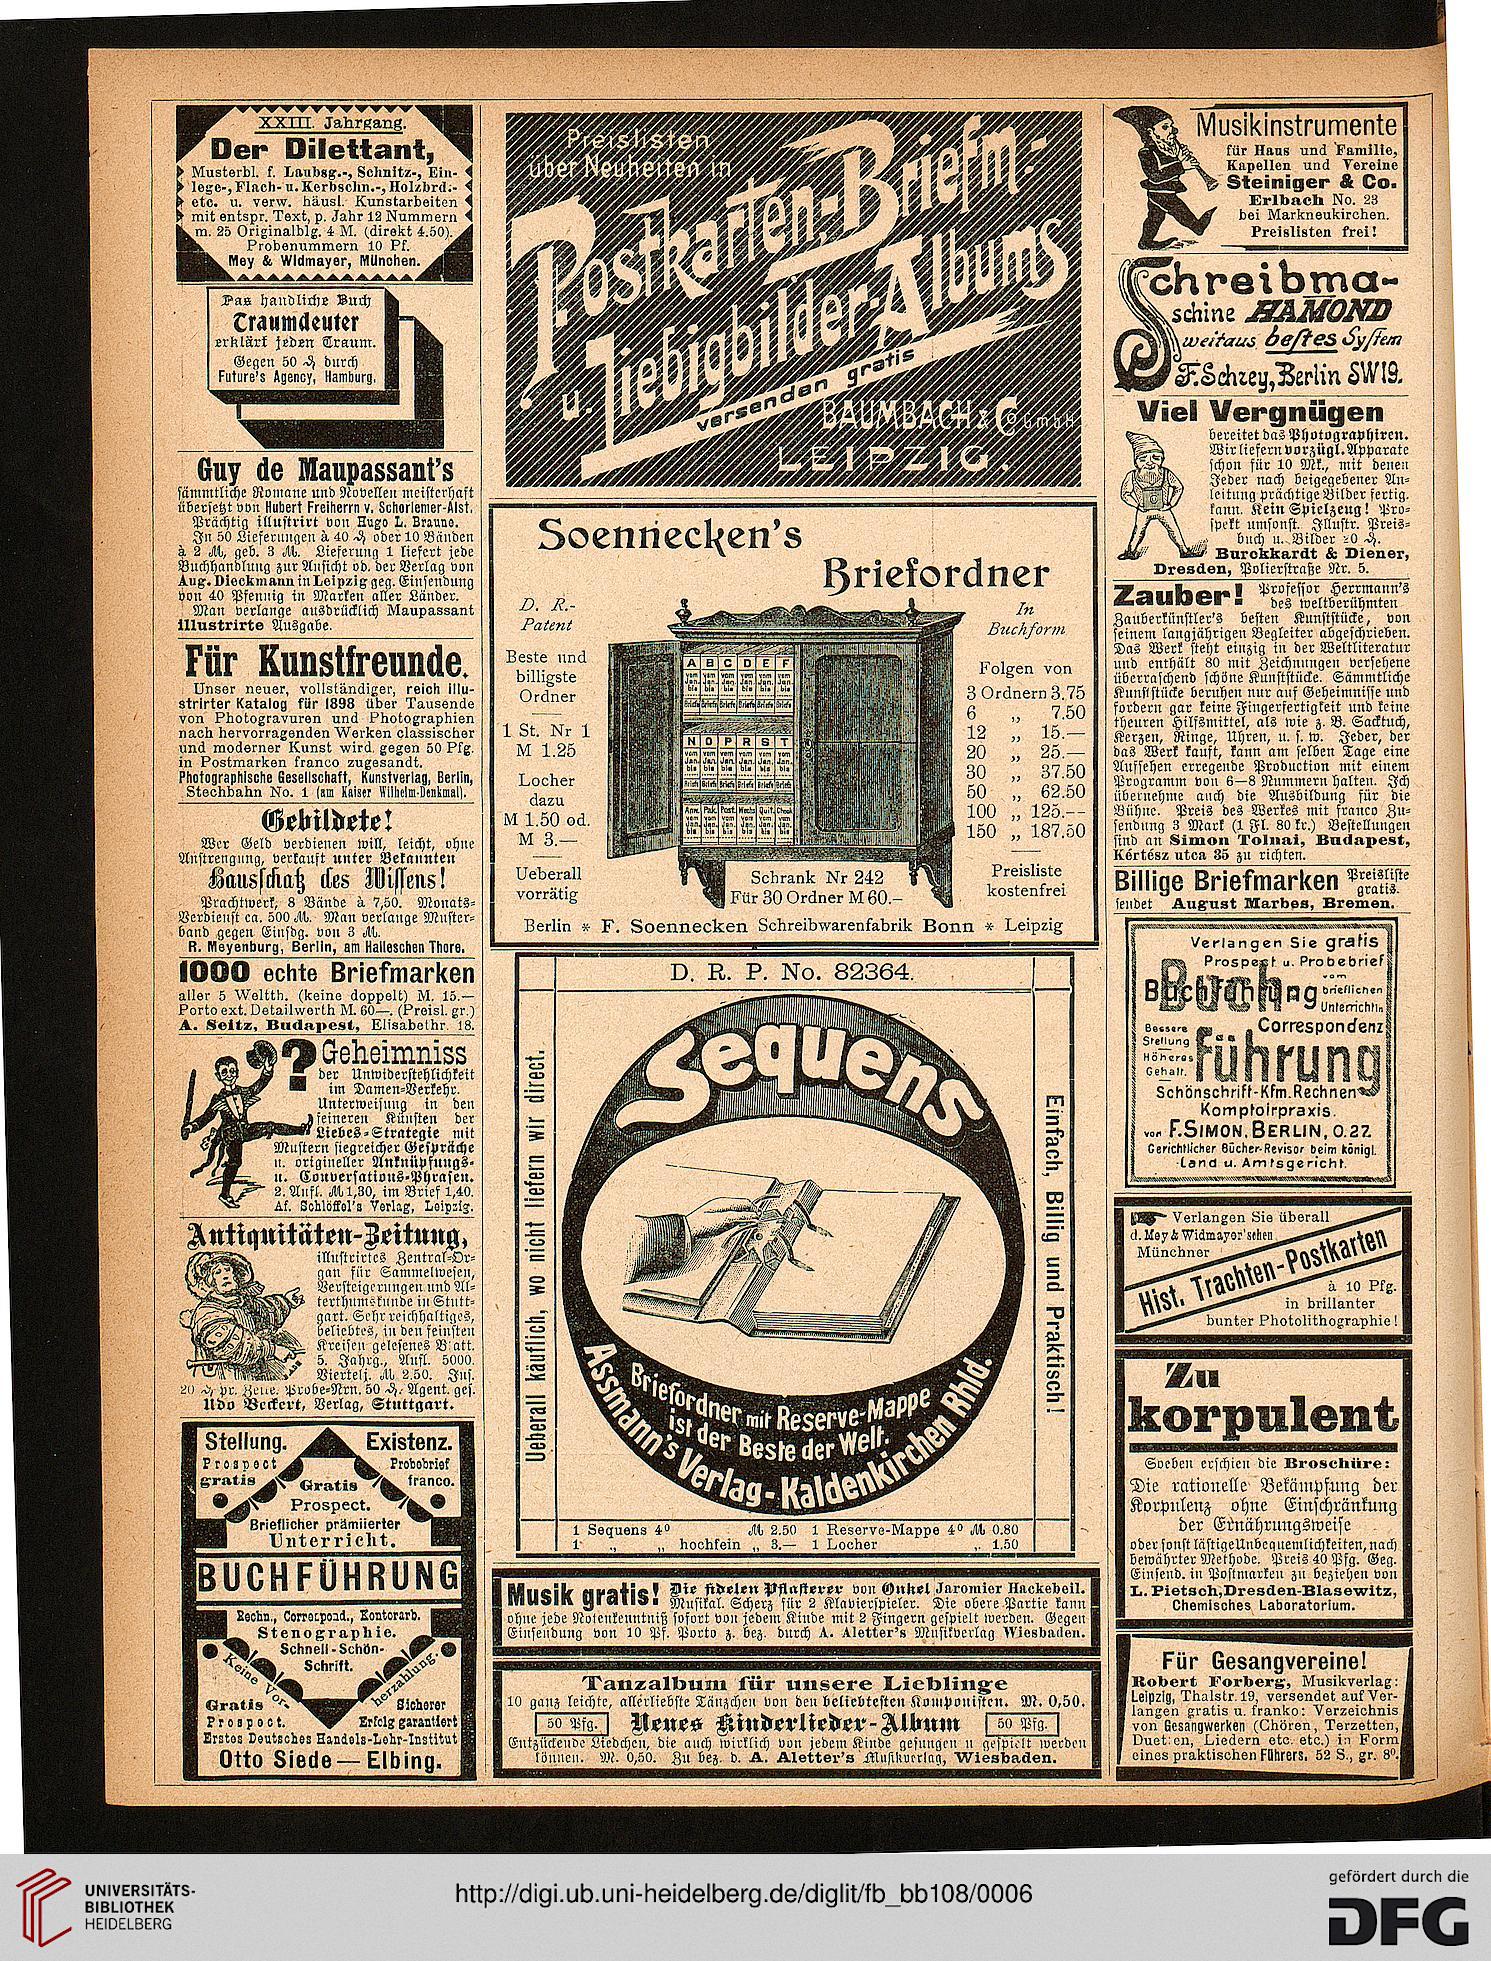 XXIII. Jahrgang.
Der Dilettant,
Musterbl. f. Laubsg.-, Schnitz-, Ein-
lege-, Flach- u. Kerbschn.-, Holzbrd.-
etc. u. verw. häusl. Kunstarbeiten
mit entspr. Text, p. Jahr 12 Nummern
m. 25 Originalblg. 4 M. (direkt 4.50).
Probenummern 10 Pf.
Mey & Widmayer, München.
Das handliche Buch
Traumdeuter
erklärt jeden Traum.
Gegen 50 ₰ durch
Future's Agency, Hamburg.
Guy de Maupassant's
sämmtliche Romane und Novellen meisterhaft
übersetzt von Hubert Freiherrn v. Schorlemer-Alst.
Prächtig illustrirt von Hugo L. Braune.
In 50 Lieferungen à 40 ₰ oder 10 Bänden
à 2 M, geb. 3 M. Lieferung 1 liefert jede
Buchhandlung zur Ansicht od. der Verlag von
Aug. Dieckmann in Leipzig geg. Einsendung
von 40 Pfennig in Marken aller Länder.
Man verlange ausdrücklich Maupassant
illustrirte Ausgabe.
Für Kunstfreunde.
Unser neuer, vollständiger, reich illu-
strirter Katalog für 1898 über Tausende
von Photogravuren und Photographien
nach hervorragenden Werken classischer
und moderner Kunst wird gegen 50 Pfg.
in Postmarken franco zugesandt.
Photographische Gesellschaft, Kunstverlag, Berlin,
Stechbahn No. 1 (am Kaiser Wilhelm-Denkmal).
Gebildete!
Wer Geld verdienen will, leicht, ohne
Anstrengung, verkauft unter Bekannten
Hausschatz des Wissens!
Prachtwerk, 8 Bände à 7,50. Monats-
Verdienst ca. 500 M. Man verlange Muster-
band gegen Einsdg. von 3 M.
R. Meyenburg, Berlin, am Halleschen Thore.
1000 echte Briefmarken
aller 5 Weltth. (keine doppelt) M. 15.—
Porto ext. Detailwerth M. 60—. (Preisl. gr.)
A. Seitz, Budapest, Elisabethr. 18.
? Geheimniss
der Unwiderstehlichkeit
im Damen-Verkehr.
Unterweisung in den
feineren Künsten der
Liebes-Strategie mit
Mustern siegreicher Gespräche
u. origineller Anknüpfungs-
u. Conversations-Phrasen.
2. Aufl. M 1,30, im Brief 1,40.
Af. Schlöffel's Verlag, Leipzig.
Antiquitäten-Zeitung,
illustrirtes Zentral-Or-
gan für Sammelwesen,
Versteigerungen und Al-
terthumskunde in Stutt-
gart. Sehr reichhaltiges,
beliebtes, in den feinsten
Kreisen gelesenes Blatt.
5. Jahrg., Aufl. 5000.
Viertelj. M 2.50. Ins.
20 ₰ pr. Zeile. Probe-Nrn. 50 ₰. Agent. ges.
Udo Beckert, Verlag, Stuttgart.
Stellung. Existenz.
Prospect Probebrief
gratis franco.
Gratis
Prospect.
Brieflicher prämiierter
Unterricht.
BUCHFÜHRUNG
Rechn., Correspond., Kontorarb.
Stenographie.
Schnell-Schön-
Schrift.
Keine Vor-
herzahlung.
Gratis Sicherer
Prospect. Erfolg garantiert
Erstes Deutsches Handels-Lehr-Institut
Otto Siede — Elbing.
Preislisten
über Neuheiten in
Postkarten,- Briefm:-
u. Liebigbilder-Albums
versenden gratis
BAUMBACH & Co GmbH
LEIPZIG.
Soennecken's
Briefordner
D. R.-
Patent
Beste und
billigste
Ordner
1 St. Nr 1
M 1.25
Locher
dazu
M 1.50 od.
M 3.—
Ueberall
vorrätig
A B C D E F
N O P R S T
In
Buchform
Folgen von
3 Ordnern 3.75
6 „ 7.50
12 „ 15.—
20 „ 25.—
30 „ 37.50
50 „ 62.50
100 „ 125.—
150 „ 187.50
Preisliste
kostenfrei
Schrank Nr 242
Für 30 Ordner M 60.–
Berlin * F. Soennecken Schreibwarenfabrik Bonn * Leipzig
D. R. P. No. 82364.
Ueberall käuflich, wo nicht liefern wir direct.
Sequens
Briefordner mit Reserve-Mappe
ist der Beste der Welt.
Assmann's Verlag-Kaldenkirchen Rhld.
Einfach, Billig und Praktisch!
1 Sequens 4° M 2.50 1 Reserve-Mappe 4° M 0.80
1 „ „ hochfein „ 3.— 1 Locher „ 1.50
Musik gratis! Die fidelen Pflasterer von Onkel Jaromier Hackebeil.
Musikal. Scherz für 2 Klavierspieler. Die obere Partie kann
ohne jede Notenkenntniß sofort von jedem Kinde mit 2 Fingern gespielt werden. Gegen
Einsendung von 10 Pf. Porto z. bez. durch A. Aletter's Musikverlag Wiesbaden.
Tanzalbum für unsere Lieblinge
10 ganz leichte, allerliebste Tänzchen von den beliebtesten Komponisten. M. 0,50.
50 Pfg. Neues Kinderlieder-Album 50 Pfg.
Entzückende Liedchen, die auch wirklich von jedem Kinde gesungen u gespielt werden
können. M. 0,50. Zu bez. d. A. Aletter's Musikverlag, Wiesbaden.
Musikinstrumente
für Haus und Familie,
Kapellen und Vereine
Steiniger & Co.
Erlbach No. 23
bei Markneukirchen.
Preislisten frei!
Schreibma-
schine HAMOND
weitaus bestes System
F. Schrey, Berlin SW19.
Viel Vergnügen
bereitet das Photographiren.
Wir liefern vorzügl. Apparate
schon für 10 Mk., mit denen
Jeder nach beigegebener An-
leitung prächtige Bilder fertig.
kann. Kein Spielzeug! Pro-
spekt umsonst. Illustr. Preis-
buch u. Bilder 20 ₰.
Burckkardt & Diener,
Dresden, Polierstraße Nr. 5.
Zauber! Professor Herrmann's
des weltberühmten
Zauberkünstler's besten Kunststücke, von
seinem langjährigen Begleiter abgeschrieben.
Das Werk steht einzig in der Weltliteratur
und enthält 80 mit Zeichnungen versehene
überraschend schöne Kunststücke. Sämmtliche
Kunststücke beruhen nur auf Geheimnisse und
fordern gar keine Fingerfertigkeit und keine
theuren Hilfsmittel, als wie z. B. Sacktuch,
Kerzen, Ringe, Uhren, u. s. w. Jeder, der
das Werk kauft, kann am selben Tage eine
Aufsehen erregende Production mit einem
Programm von 6—8 Nummern halten. Ich
übernehme auch die Ausbildung für die
Bühne. Preis des Werkes mit franco Zu-
sendung 3 Mark (1 Fl. 80 kr.) Bestellungen
sind an Simon Tolnai, Budapest,
Kértész utca 35 zu richten.
Billige Briefmarken Preisliste
gratis
sendet August Marbes, Bremen.
Verlangen Sie gratis
Prospekt u. Probebrief
vom
brieflichen
Unterricht in
Buchführung
Bessere
Stellung
Höheres
Gehalt.
Correspondenz
führung
Schönschrift-Kfm. Rechnen
Komptoirpraxis.
von F. SIMON, BERLIN, O.27.
Gerichtlicher Bücher-Revisor beim königl.
Land u. Amtsgericht.
Verlangen Sie überall
d. Mey & Widmayer'schen
Münchner
Hist. Trachten-Postkarten
à 10 Pfg.
in brillanter
bunter Photolithographie!
Zu
korpulent
Soeben erschien die Broschüre:
Die rationelle Bekämpfung der
Korpulenz ohne Einschränkung
der Ernährungsweise
oder sonst lästige Unbequemlichkeiten, nach
bewährter Methode. Preis 40 Pfg. Geg.
Einsend. in Postmarken zu beziehen von
L. Pietsch, Dresden-Blasewitz,
Chemisches Laboratorium.
Für Gesangvereine!
Robert Forberg, Musikverlag:
Leipzig, Thalstr. 19, versendet auf Ver-
langen gratis u. franko: Verzeichnis
von Gesangwerken (Chören, Terzetten,
Duetten, Liedern etc. etc.) in Form
eines praktischen Führers, 52 S., gr. 8°.
UNIVERSITÄTS-
BIBLIOTHEK
HEIDELBERG
http://digi.ub.uni-heidelberg.de/diglit/fb_bb108/0006
gefördert durch die
DFG